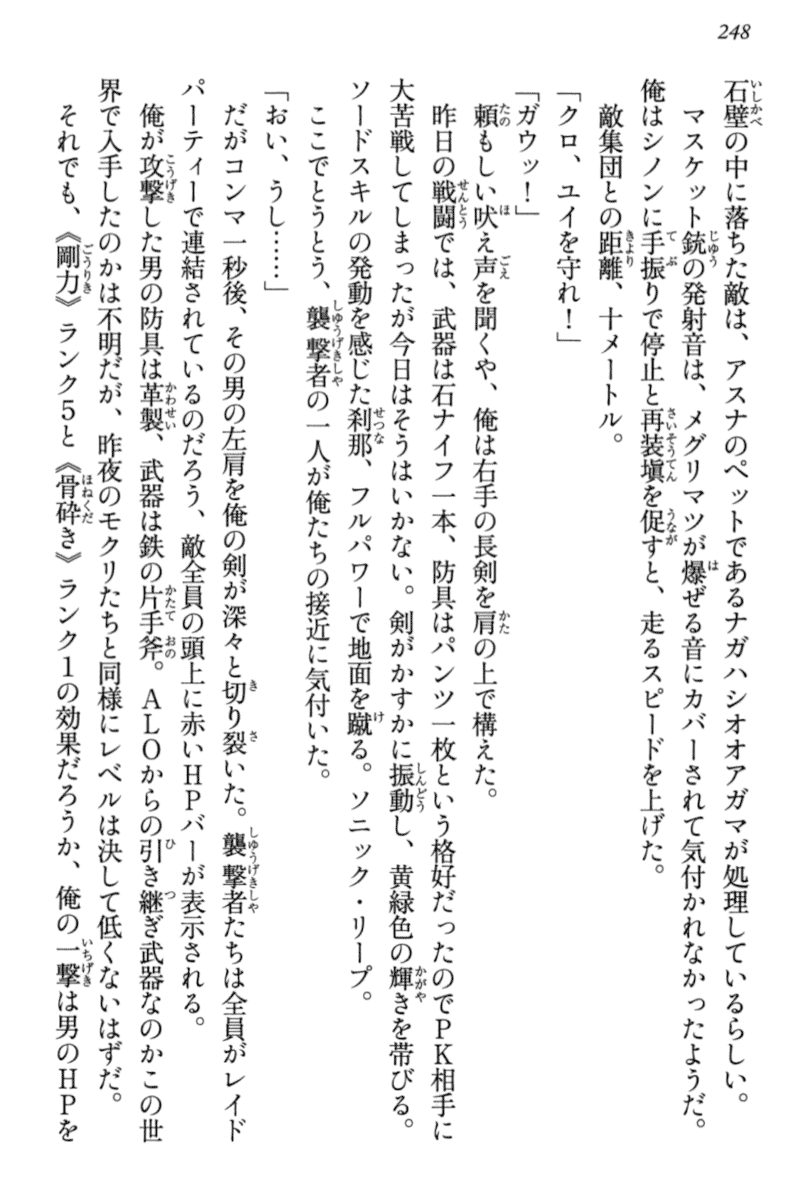 248
石壁の中に落ちた敵は、アスナのペットであるナガハシオオアガマが処理しているらしい。
マスケット銃の発射音は、メグリマツが爆ぜる音にカバーされて気付かれなかったようだ。
俺はシノンに手振りで停止と再装塡を促すと、走るスピードを上げた。
敵集団との距離、十メートル。
「クロ、ユイを守れ！」
「ガウッ！」
頼もしい吠え声を聞くや、俺は右手の長剣を肩の上で構えた。
昨日の戦闘では、武器は石ナイフ一本、防具はパンツ一枚という格好だったのでＰＫ相手に
大苦戦してしまったが今日はそうはいかない。剣がかすかに振動し、黄緑色の輝きを帯びる。
ソードスキルの発動を感じた刹那、フルパワーで地面を蹴る。ソニック・リープ。
ここでとうとう、襲撃者の一人が俺たちの接近に気付いた。
「おい、うし……」
だがコンマ一秒後、その男の左肩を俺の剣が深々と切り裂いた。襲撃者たちは全員がレイド
パーティーで連結されているのだろう、敵全員の頭上に赤いＨＰバーが表示される。
俺が攻撃した男の防具は革製、武器は鉄の片手斧。ＡＬＯからの引き継ぎ武器なのかこの世
界で入手したのかは不明だが、昨夜のモクリたちと同様にレベルは決して低くないはずだ。
それでも、《剛力》ランク５と《骨砕き》ランク１の効果だろうか、俺の一撃は男のＨＰを